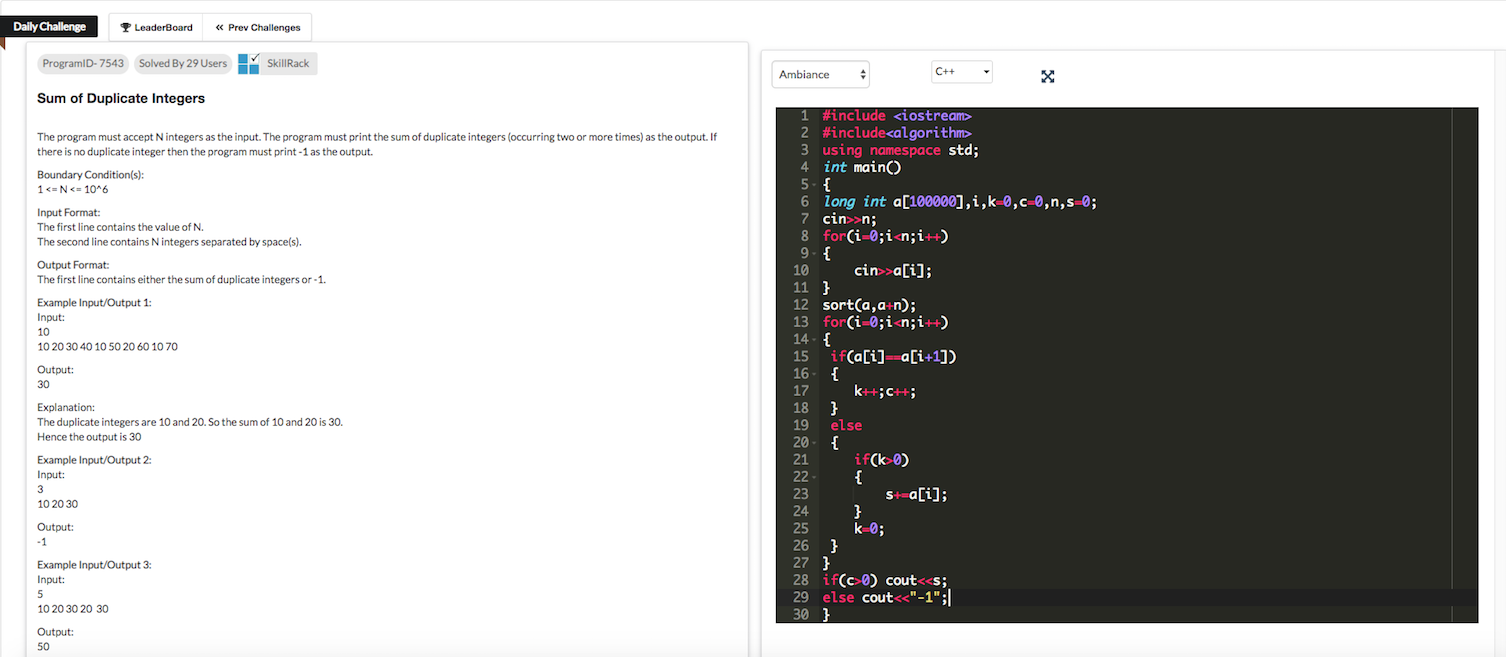 Daily Challenge
LeaderBoard
« Prev Challenges
ProgramID- 7543
Solved By 29 Users
SkillRack
Sum of Duplicate Integers
The program must accept N integers as the input. The program must print the sum of duplicate integers (occurring two or more times) as the output. If
there is no duplicate integer then the program must print -1 as the output.
Boundary Condition(s):
1 <= N <= 10^6
Input Format:
The first line contains the value of N.
The second line contains N integers separated by space(s).
Output Format:
The first line contains either the sum of duplicate integers or -1.
Example Input/Output 1:
Input:
10
10 20 30 40 10 50 20 60 10 70
Output:
30
Explanation:
The duplicate integers are 10 and 20. So the sum of 10 and 20 is 30.
Hence the output is 30
Example Input/Output 2:
Input:
3
10 20 30
Output:
-1
Example Input/Output 3:
Input:
5
10 20 30 20 30
Output:
50
Ambiance
C++
1 #include <iostream>
2 #include<algorithm>
3 using namespace std;
4 int main()
5 {
6 long int a[100000],i,k=0,c=0,n,s=0;
7 cin>>n;
8 for(i=0;i<n;i++)
9 {
10 cin>>a[i];
11 }
12 sort(a,a+n);
13 for(i=0;i<n;i++)
14 {
15 if(a[i]==a[i+1])
16 {
17 k++;c++;
18 }
19 else
20 {
21 if(k>0)
22 {
23 s+=a[i];
24 }
25 k=0;
26 }
27 }
28 if(c>0) cout<<s;
29 else cout<<"-1";
30 }